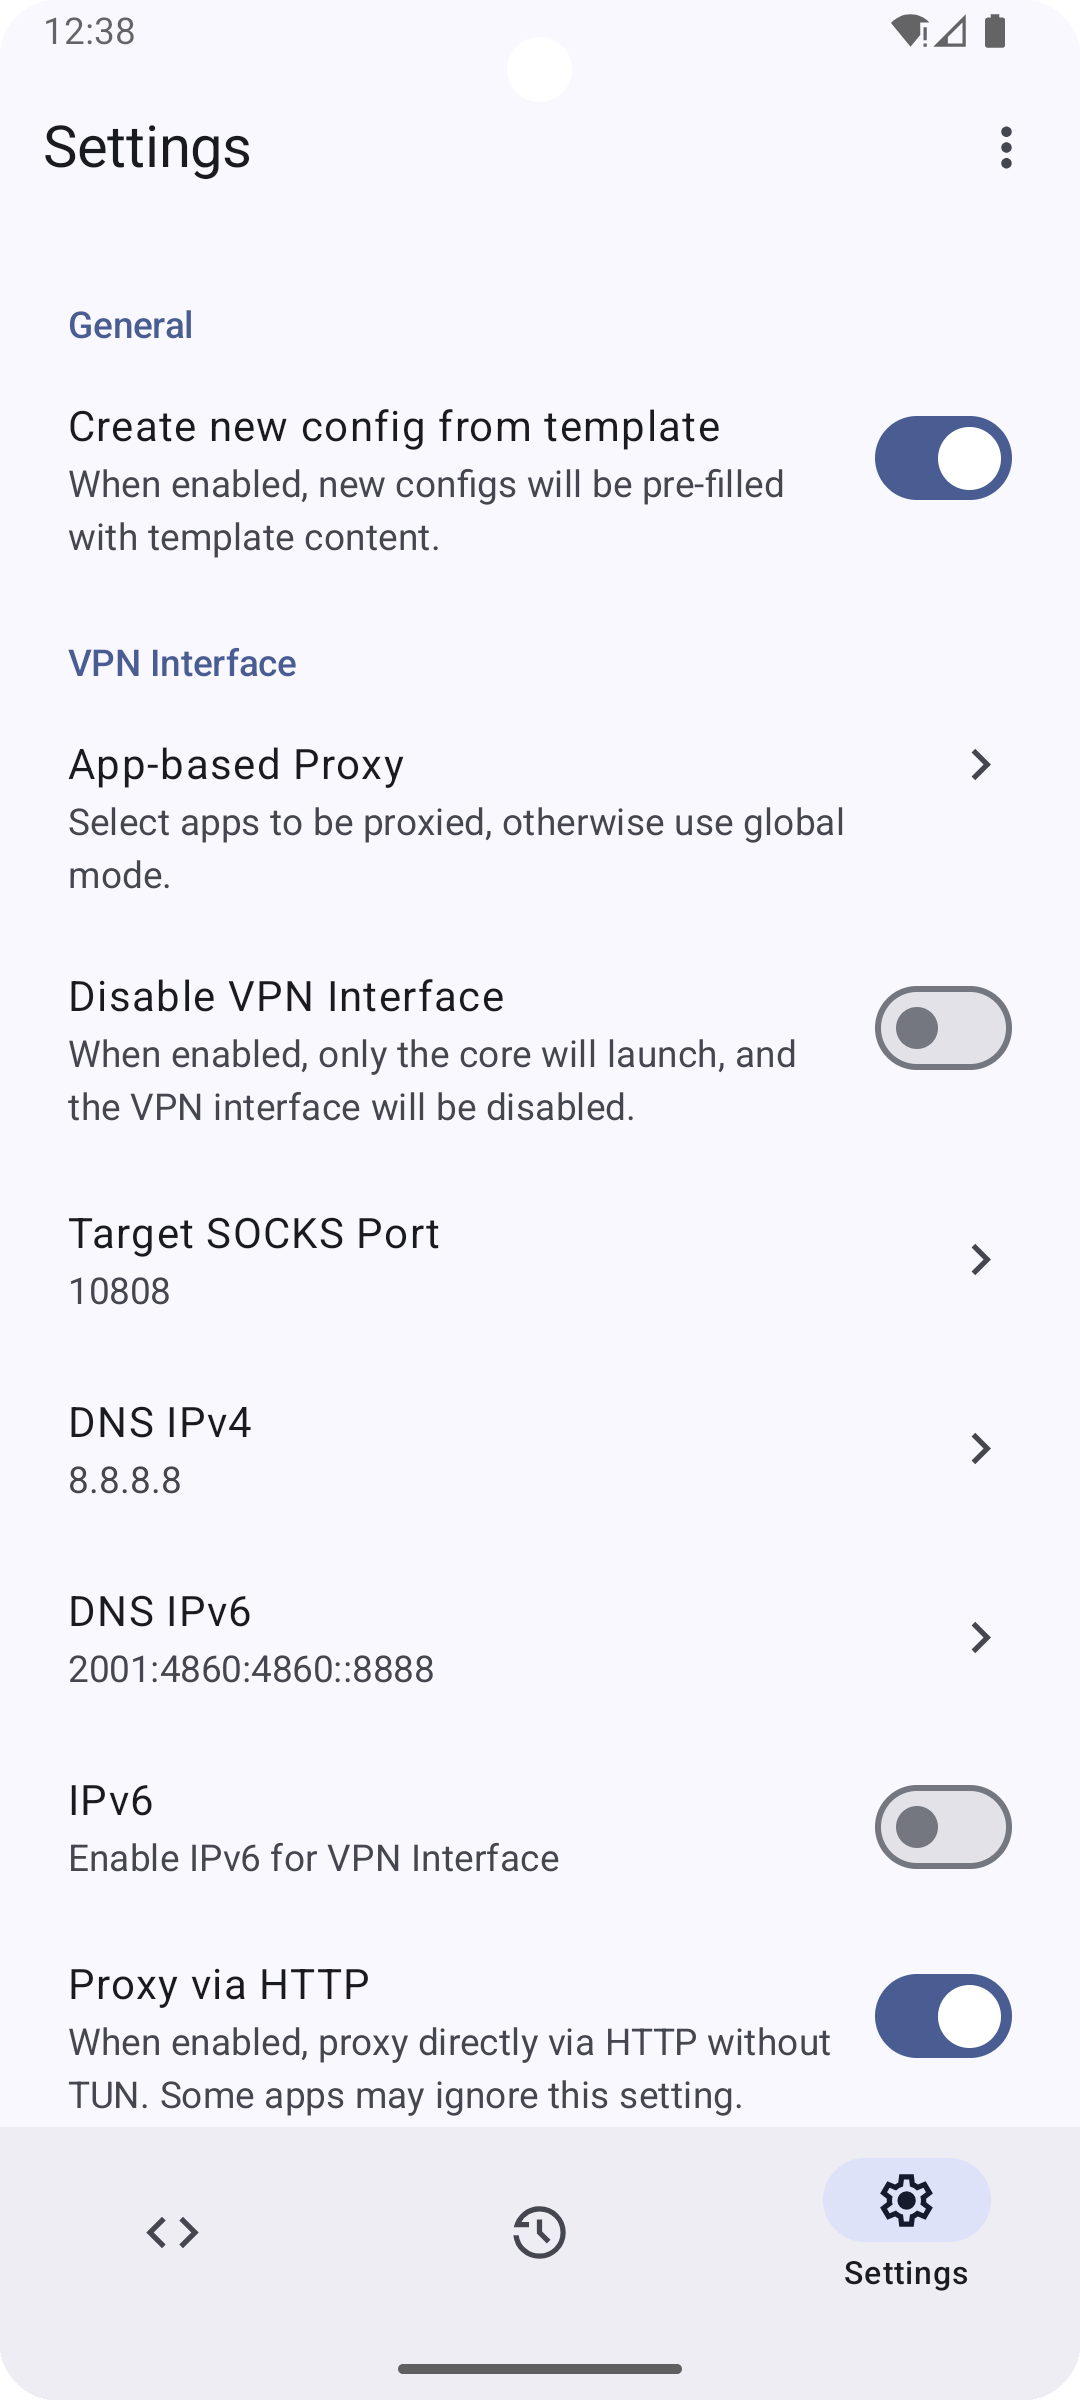 12:38
Settings
General
Create new config from template
When enabled, new configs will be pre-filled
with template content.
VPN Interface
App-based Proxy
Select apps to be proxied, otherwise use global
mode.
Disable VPN Interface
When enabled, only the core will launch, and
the VPN interface will be disabled.
Target SOCKS Port
10808
DNS IPv4
8.8.8.8
DNS IPv6
2001:4860:4860::8888
IPv6
Enable IPv6 for VPN Interface
Proxy via HTTP
When enabled, proxy directly via HTTP without
TUN. Some apps may ignore this setting.
Settings